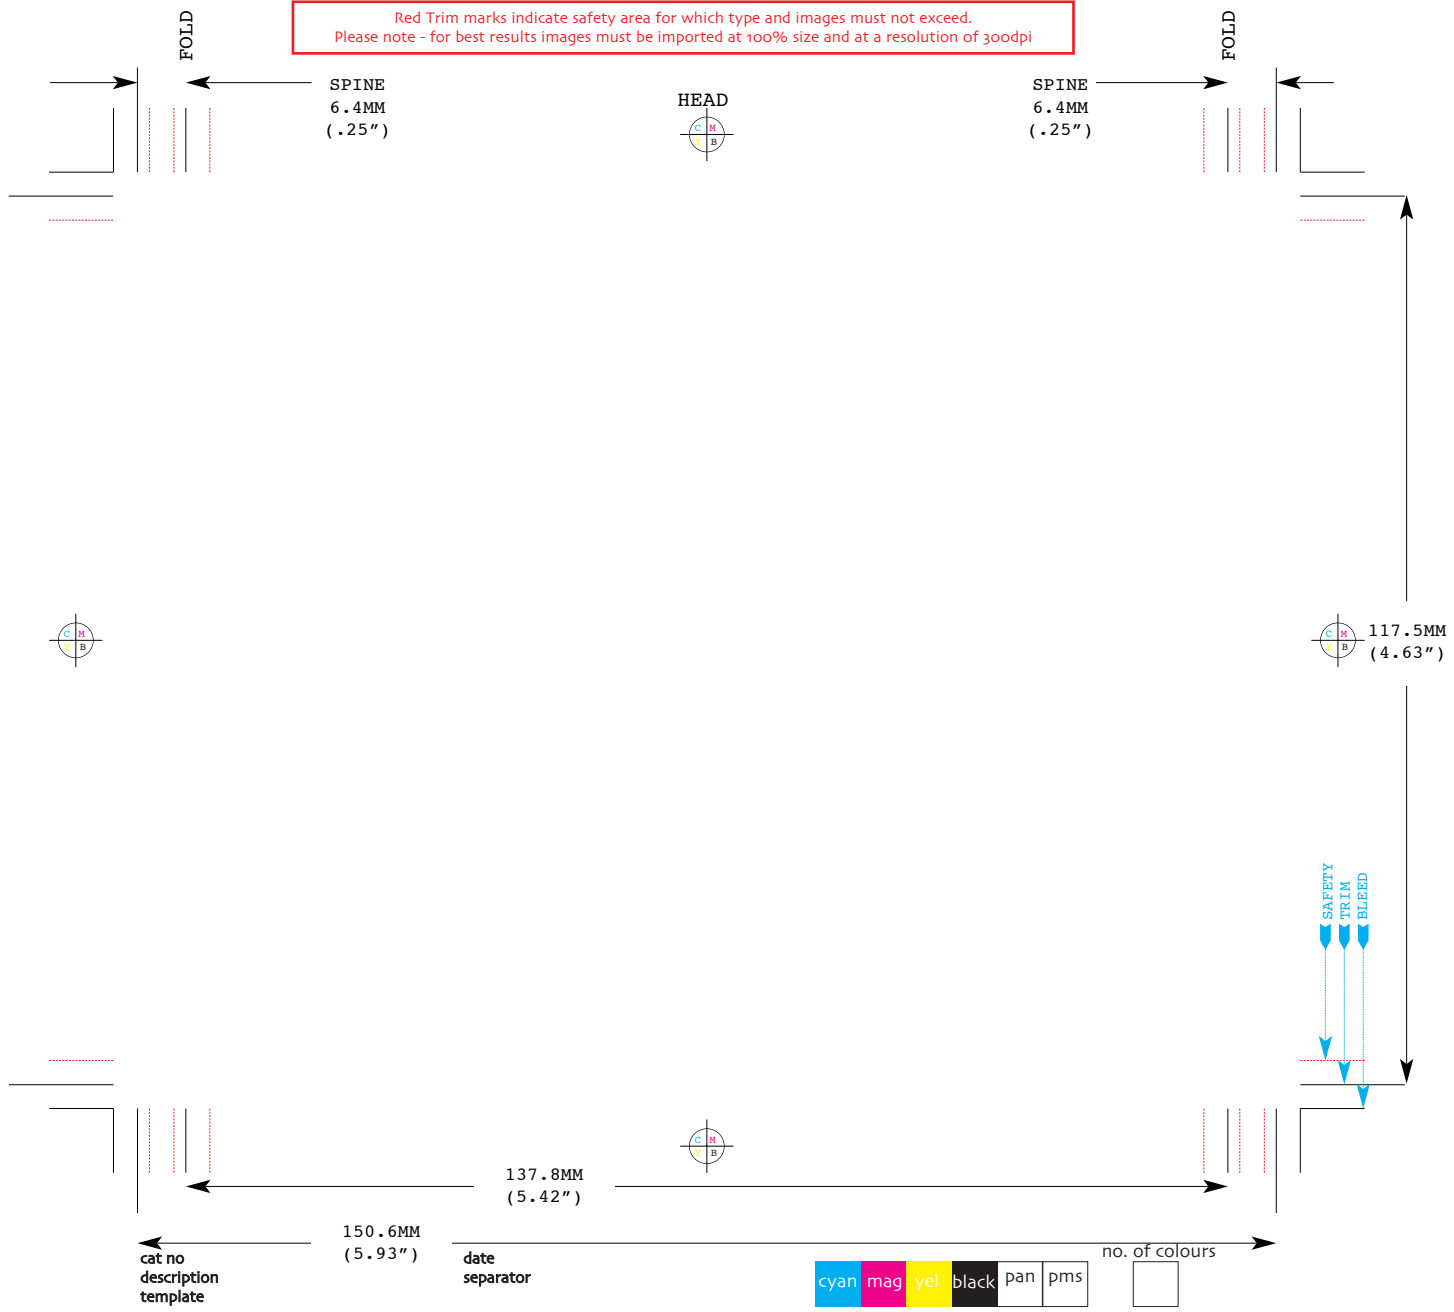 Red Trim marks indicate safety area for which type and images must not exceed.
Please note - for best results images must be imported at 100% size and at a resolution of 300dpi
FOLD
FOLD
SPINE
6.4MM
(.25”)
HEAD
SPINE
6.4MM
(.25”)
C M
Y B
C M
Y B
C M
Y B
117.5MM
(4.63”)
SAFETY
TRIM
BLEED
C M
Y B
137.8MM
(5.42”)
150.6MM
(5.93”)
cat no
description
template
date
separator
no. of colours
cyan mag yel black pan pms